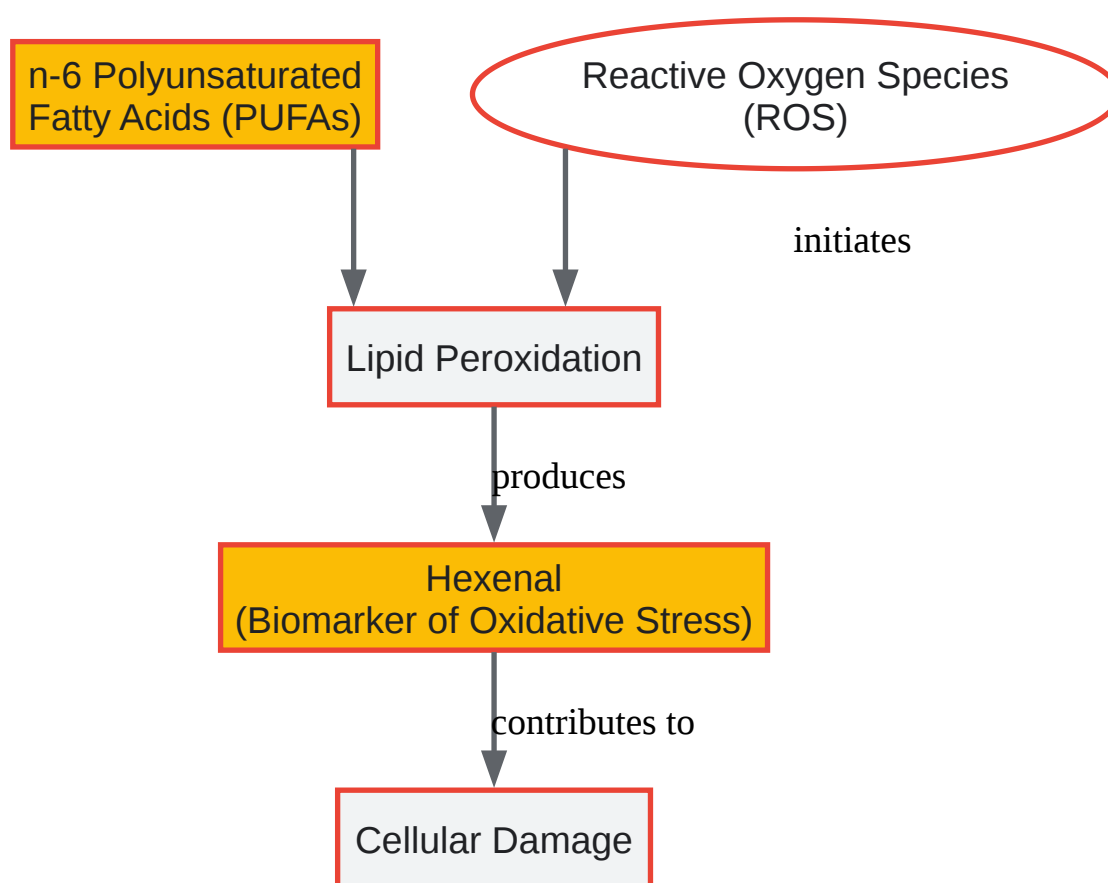 n-6 Polyunsaturated
Fatty Acids (PUFAs)
Reactive Oxygen Species
(ROS)
initiates
Lipid Peroxidation
produces
Hexenal
(Biomarker of Oxidative Stress)
contributes to
Cellular Damage